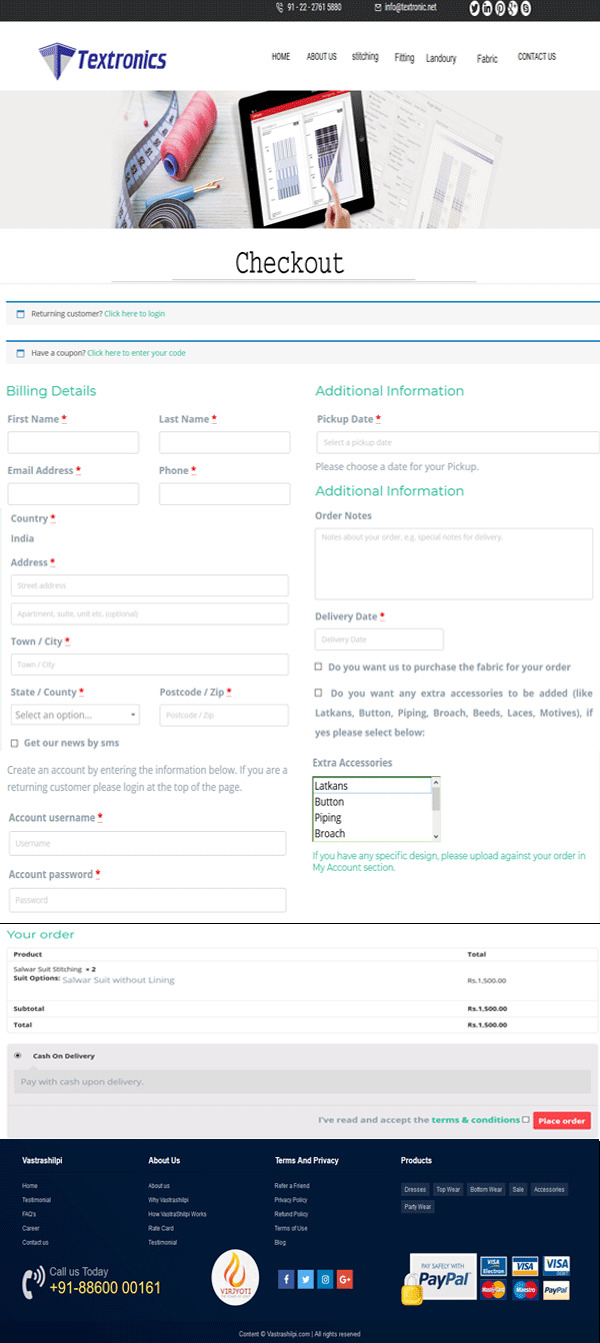 91 - 22 - 2761 5880 info@textronic.net
Textronics
HOME ABOUT US stitching Fitting Landoury Fabric CONTACT US
Checkout
Returning customer? Click here to login
Have a coupon? Click here to enter your code
Billing Details
First Name * Last Name *
Email Address * Phone *
Country *
India
Address *
Street address
Apartment, suite, unit etc. (optional)
Town / City *
Town / City
State / County * Postcode / Zip *
Select an option... Postcode / Zip
Get our news by sms
Create an account by entering the information below. If you are a
returning customer please login at the top of the page.
Account username *
Username
Account password *
Password
Additional Information
Pickup Date *
Select a pickup date
Please choose a date for your Pickup.
Additional Information
Order Notes
Notes about your order, e.g. special notes for delivery.
Delivery Date *
Delivery Date
Do you want us to purchase the fabric for your order
Do you want any extra accessories to be added (like
Latkans, Button, Piping, Broach, Beeds, Laces, Motives), if
yes please select below:
Extra Accessories
Latkans
Button
Piping
Broach
If you have any specific design, please upload against your order in
My Account section.
Your order
Product Total
Salwar Suit Stitching × 2
Suit Options: Salwar Suit without Lining Rs.1,500.00
Subtotal Rs.1,500.00
Total Rs.1,500.00
Cash On Delivery
Pay with cash upon delivery.
I've read and accept the terms & conditions Place order
Vastrashilpi
Home
Testimonial
FAQ's
Career
Contact us
About Us
About us
Why Vastrashilpi
How VastraShilpi Works
Rate Card
Testimonial
Terms And Privacy
Refer a Friend
Privacy Policy
Refund Policy
Terms of Use
Blog
Products
Dresses Top Wear Bottom Wear Sale Accessories
Party Wear
Call us Today
+91-88600 00161
VIRJYOTI
PAY SAFELY WITH
PayPal
VISA Electron VISA VISA
MasterCard Maestro PayPal
Content © Vastrashilpi.com | All rights reserved